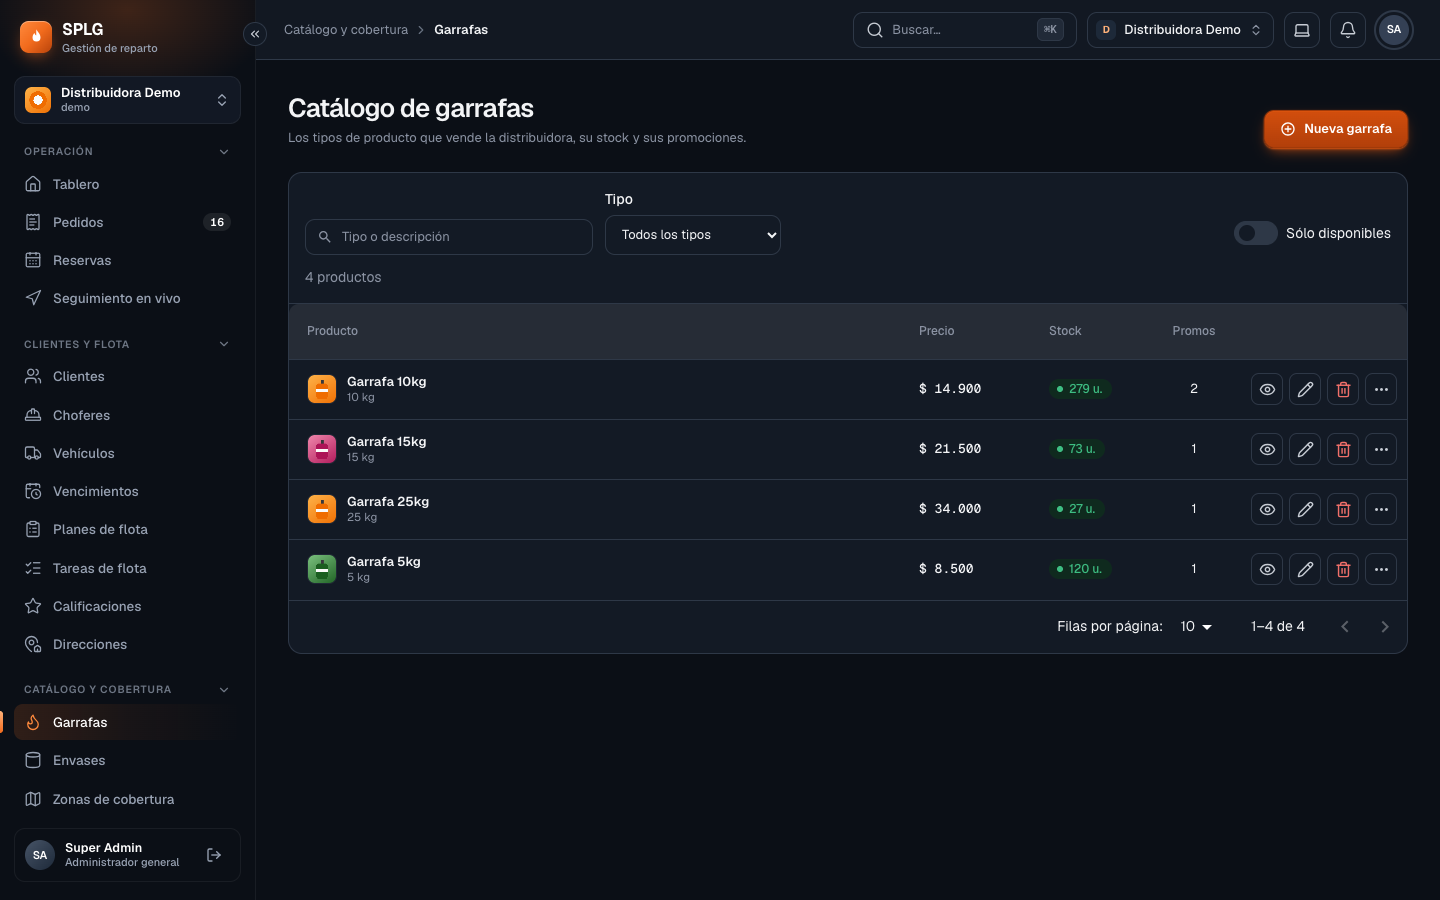 SPLG
Gestión de reparto
Distribuidora Demo
demo
OPERACIÓN
Tablero
Pedidos 16
Reservas
Seguimiento en vivo
CLIENTES Y FLOTA
Clientes
Choferes
Vehículos
Vencimientos
Planes de flota
Tareas de flota
Calificaciones
Direcciones
CATÁLOGO Y COBERTURA
Garrafas
Envases
Zonas de cobertura
SA
Super Admin
Administrador general
Catálogo y cobertura > Garrafas
Buscar... ⌘K
D Distribuidora Demo
SA
Catálogo de garrafas
Los tipos de producto que vende la distribuidora, su stock y sus promociones.
Nueva garrafa
Tipo
Tipo o descripción
Todos los tipos
Sólo disponibles
4 productos
Producto Precio Stock Promos
Garrafa 10kg
10 kg
$ 14.900 279 u. 2
Garrafa 15kg
15 kg
$ 21.500 73 u. 1
Garrafa 25kg
25 kg
$ 34.000 27 u. 1
Garrafa 5kg
5 kg
$ 8.500 120 u. 1
Filas por página: 10 1–4 de 4